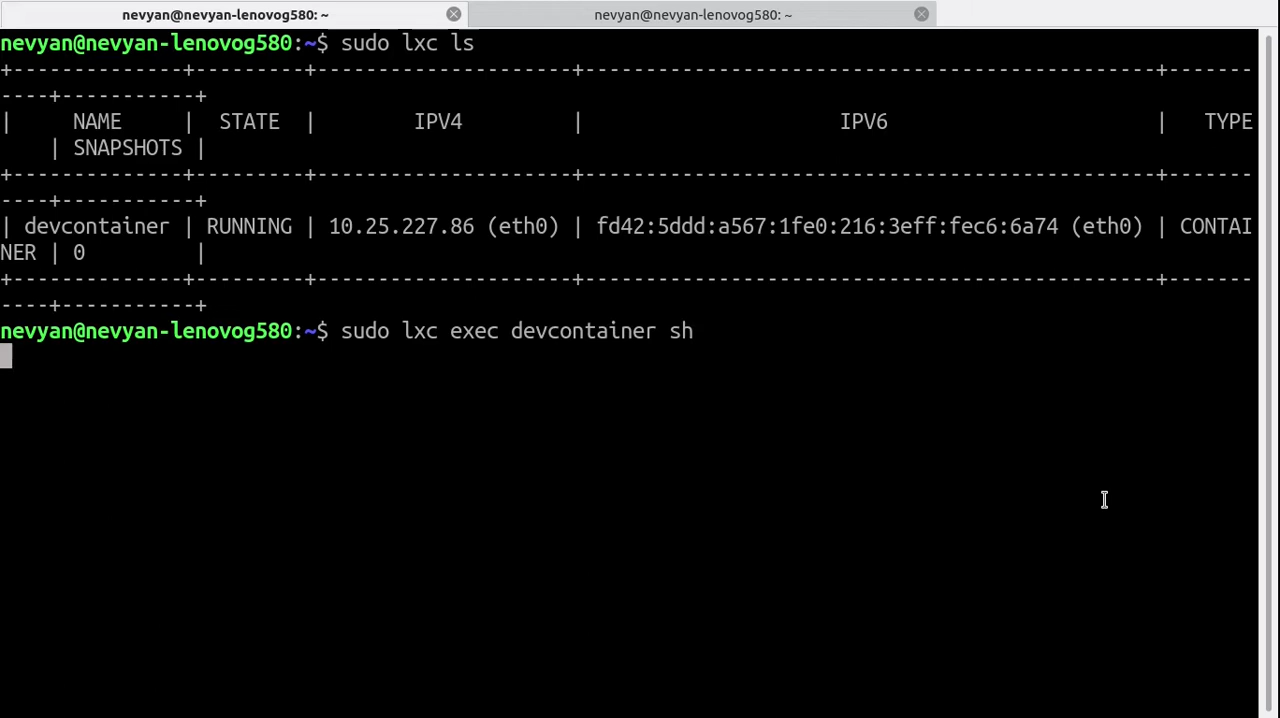 nevyan@nevyan-lenovog580: ~
nevyan@nevyan-lenovog580: ~
nevyan@nevyan-lenovog580:~$ sudo lxc ls
+--------------+---------+---------------------+-----------------------------------------------+-------
----+-----------+
|     NAME     |  STATE  |        IPV4         |                     IPV6                      |   TYPE
    | SNAPSHOTS |
+--------------+---------+---------------------+-----------------------------------------------+-------
----+-----------+
| devcontainer | RUNNING | 10.25.227.86 (eth0) | fd42:5ddd:a567:1fe0:216:3eff:fec6:6a74 (eth0) | CONTAI
NER | 0         |
+--------------+---------+---------------------+-----------------------------------------------+-------
----+-----------+
nevyan@nevyan-lenovog580:~$ sudo lxc exec devcontainer sh